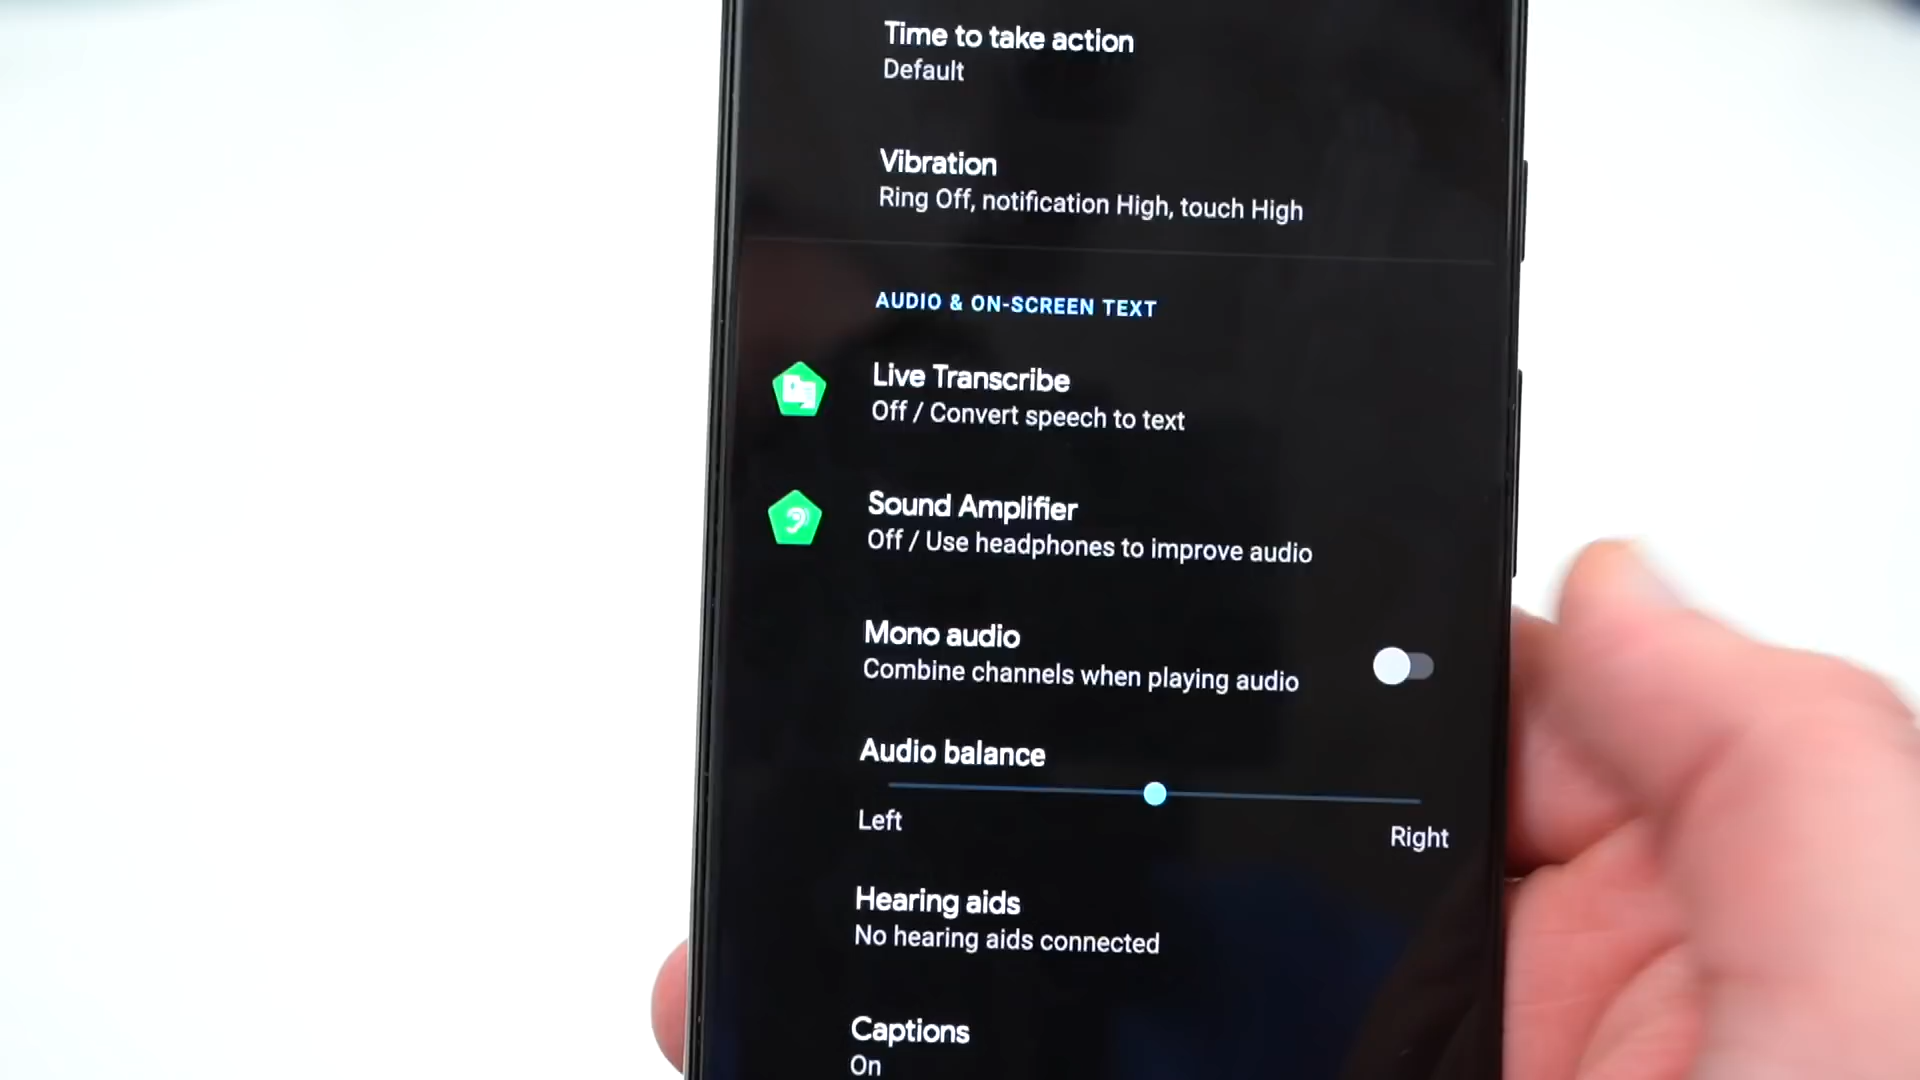 Time to take action
Default
Vibration
Ring Off, notification High, touch High
AUDIO & ON-SCREEN TEXT
Live Transcribe
Off / Convert speech to text
Sound Amplifier
Off / Use headphones to improve audio
Mono audio
Combine channels when playing audio
Audio balance
Left
Right
Hearing aids
No hearing aids connected
Captions
On